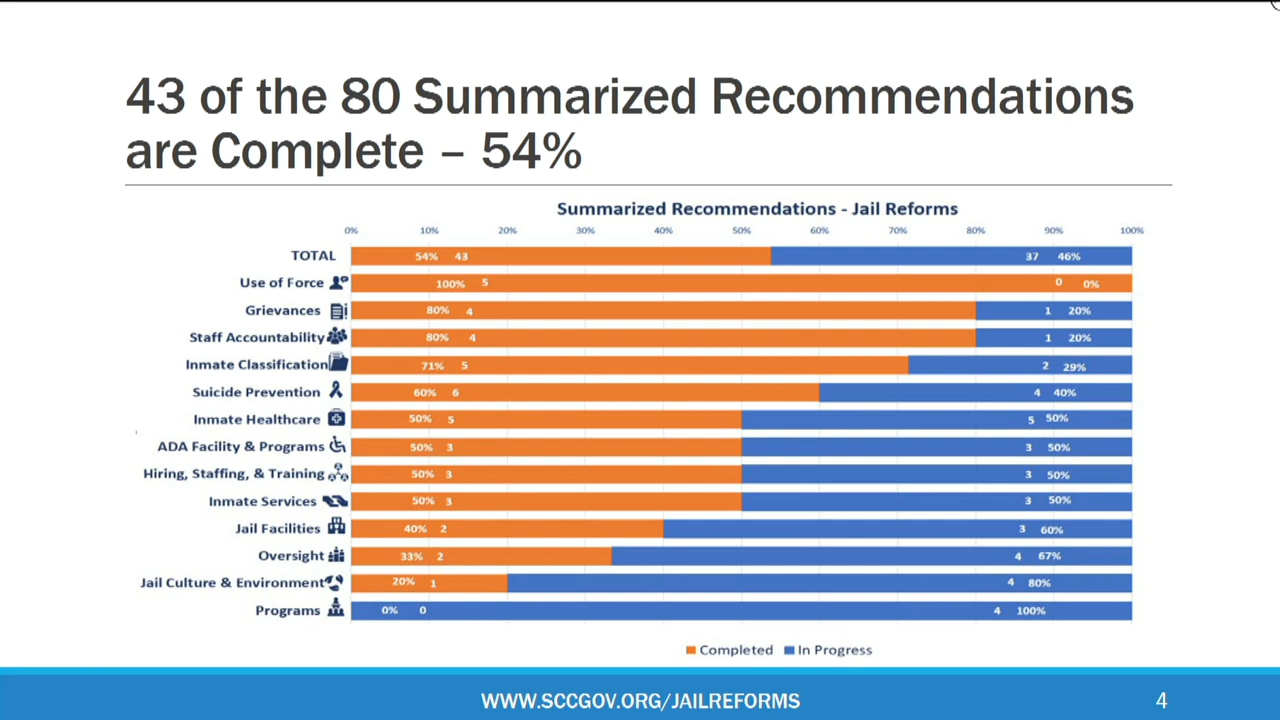 43 of the 80 Summarized Recommendations
are Complete – 54%
Summarized Recommendations - Jail Reforms
0% 10% 20% 30% 40% 50% 60% 70% 80% 90% 100%
TOTAL 54% 43 37 46%
Use of Force 100% 5 0 0%
Grievances 80% 4 1 20%
Staff Accountability 80% 4 1 20%
Inmate Classification 71% 5 2 29%
Suicide Prevention 60% 6 4 40%
Inmate Healthcare 50% 5 5 50%
ADA Facility & Programs 50% 3 3 50%
Hiring, Staffing, & Training 50% 3 3 50%
Inmate Services 50% 3 3 50%
Jail Facilities 40% 2 3 60%
Oversight 33% 2 4 67%
Jail Culture & Environment 20% 1 4 80%
Programs 0% 0 4 100%
Completed In Progress
WWW.SCCGOV.ORG/JAILREFORMS 4